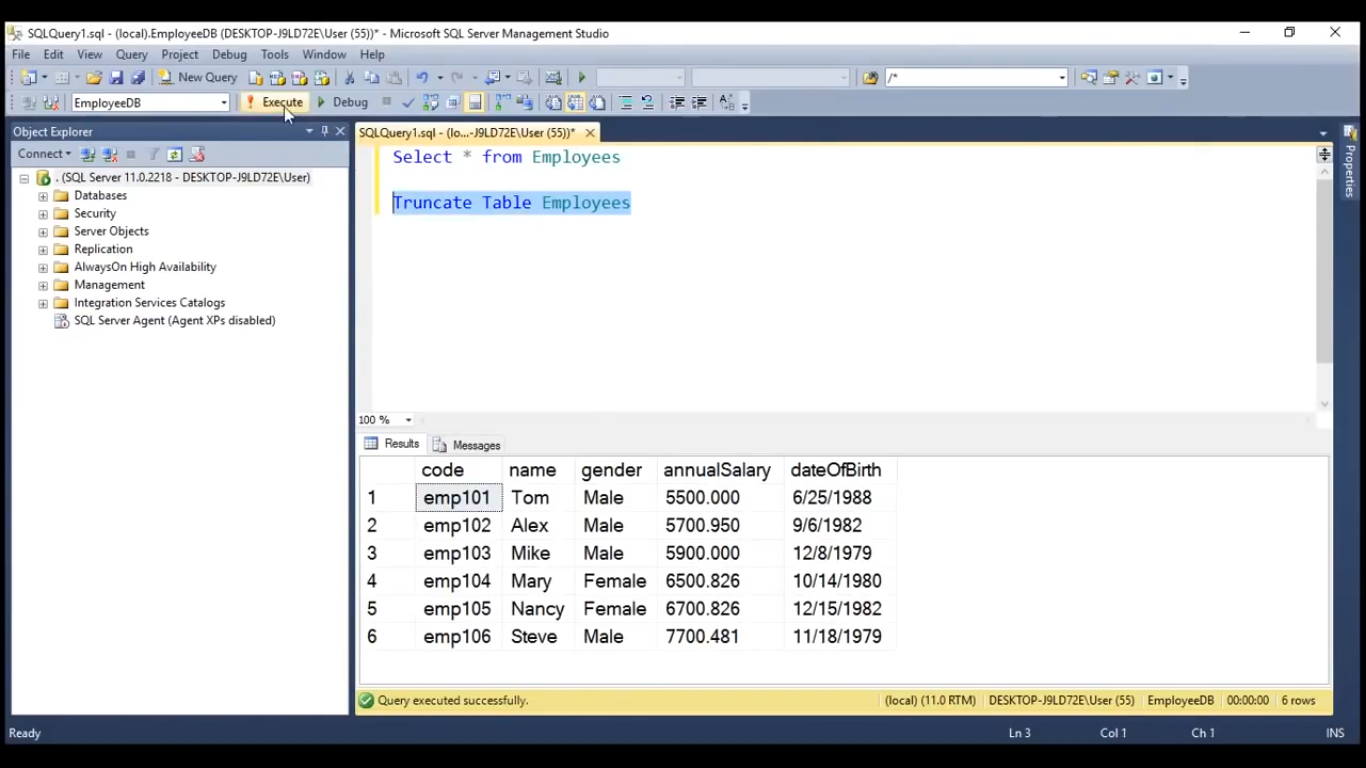 SQLQuery1.sql - (local).EmployeeDB (DESKTOP-J9LD72E\User (55))* - Microsoft SQL Server Management Studio
File Edit View Query Project Debug Tools Window Help
New Query /*
EmployeeDB Execute Debug
Object Explorer
Connect
. (SQL Server 11.0.2218 - DESKTOP-J9LD72E\User)
Databases
Security
Server Objects
Replication
AlwaysOn High Availability
Management
Integration Services Catalogs
SQL Server Agent (Agent XPs disabled)
SQLQuery1.sql - (lo...-J9LD72E\User (55))*
Select * from Employees
Truncate Table Employees
Properties
100 %
Results Messages
code name gender annualSalary dateOfBirth
1 emp101 Tom Male 5500.000 6/25/1988
2 emp102 Alex Male 5700.950 9/6/1982
3 emp103 Mike Male 5900.000 12/8/1979
4 emp104 Mary Female 6500.826 10/14/1980
5 emp105 Nancy Female 6700.826 12/15/1982
6 emp106 Steve Male 7700.481 11/18/1979
Query executed successfully. (local) (11.0 RTM) DESKTOP-J9LD72E\User (55) EmployeeDB 00:00:00 6 rows
Ready Ln 3 Col 1 Ch 1 INS